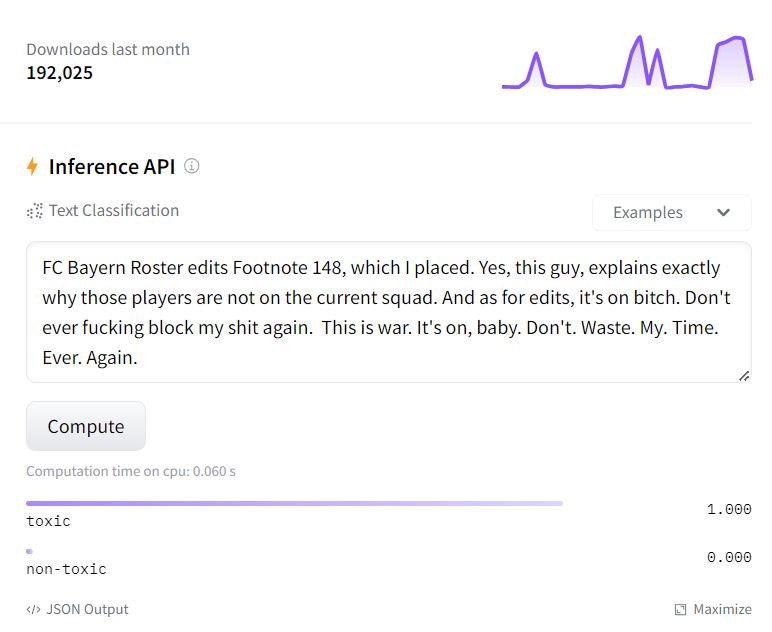 Downloads last month
192,025
Inference API
Text Classification
Examples
FC Bayern Roster edits Footnote 148, which I placed. Yes, this guy, explains exactly
why those players are not on the current squad. And as for edits, it's on bitch. Don't
ever fucking block my shit again.  This is war. It's on, baby. Don't. Waste. My. Time.
Ever. Again.
Compute
Computation time on cpu: 0.060 s
toxic 1.000
non-toxic 0.000
</> JSON Output
Maximize